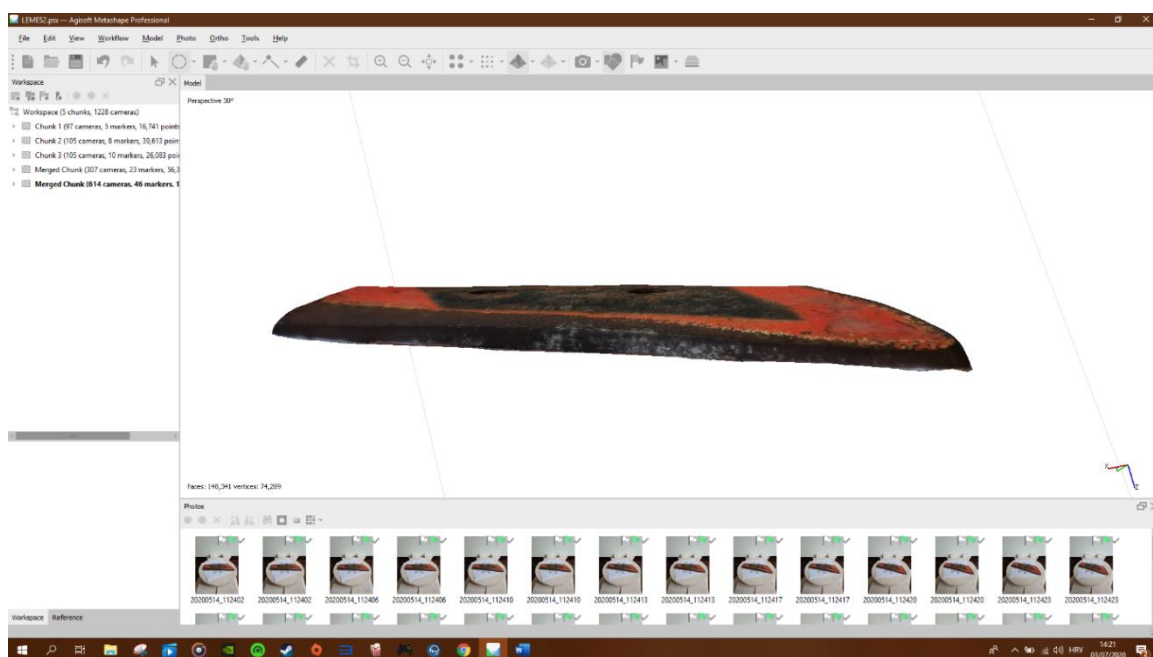 LEMES2.psx — Agisoft Metashape Professional
File Edit View Workflow Model Photo Ortho Tools Help
Workspace
Workspace (5 chunks, 1228 cameras)
Chunk 1 (97 cameras, 5 markers, 16,741 points
Chunk 2 (105 cameras, 8 markers, 39,613 poin
Chunk 3 (105 cameras, 10 markers, 26,083 poi
Merged Chunk (307 cameras, 23 markers, 56,3
Merged Chunk (614 cameras, 46 markers, 1
Model
Perspective 30°
X
Z
Faces: 148,341 vertices: 74,289
Photos
20200514_112402 20200514_112402 20200514_112406 20200514_112406 20200514_112410 20200514_112410 20200514_112413 20200514_112413 20200514_112417 20200514_112417 20200514_112420 20200514_112420 20200514_112423 20200514_112423
Workspace Reference
HRV
14:21
03/07/2020